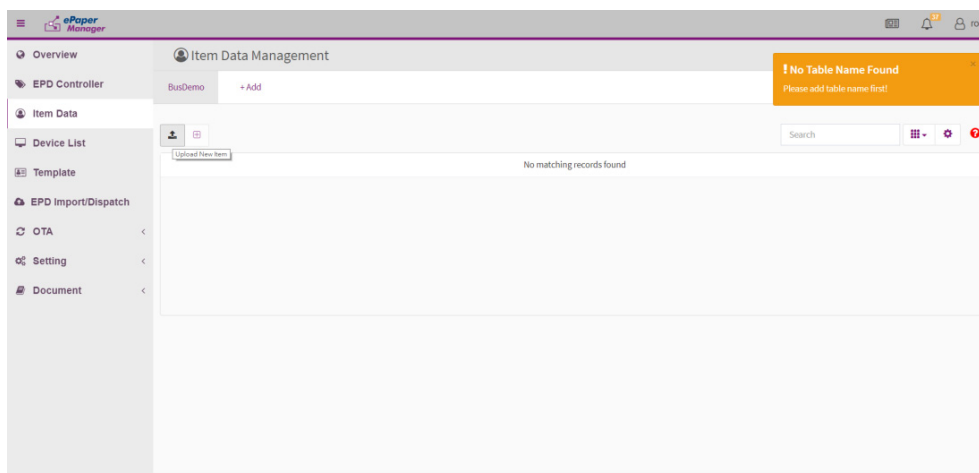 ePaper
Manager
37
ro
Overview
EPD Controller
Item Data
Device List
Template
EPD Import/Dispatch
OTA
Setting
Document
Item Data Management
! No Table Name Found
×
Please add table name first!
BusDemo
+ Add
Search
Upload New Item
No matching records found